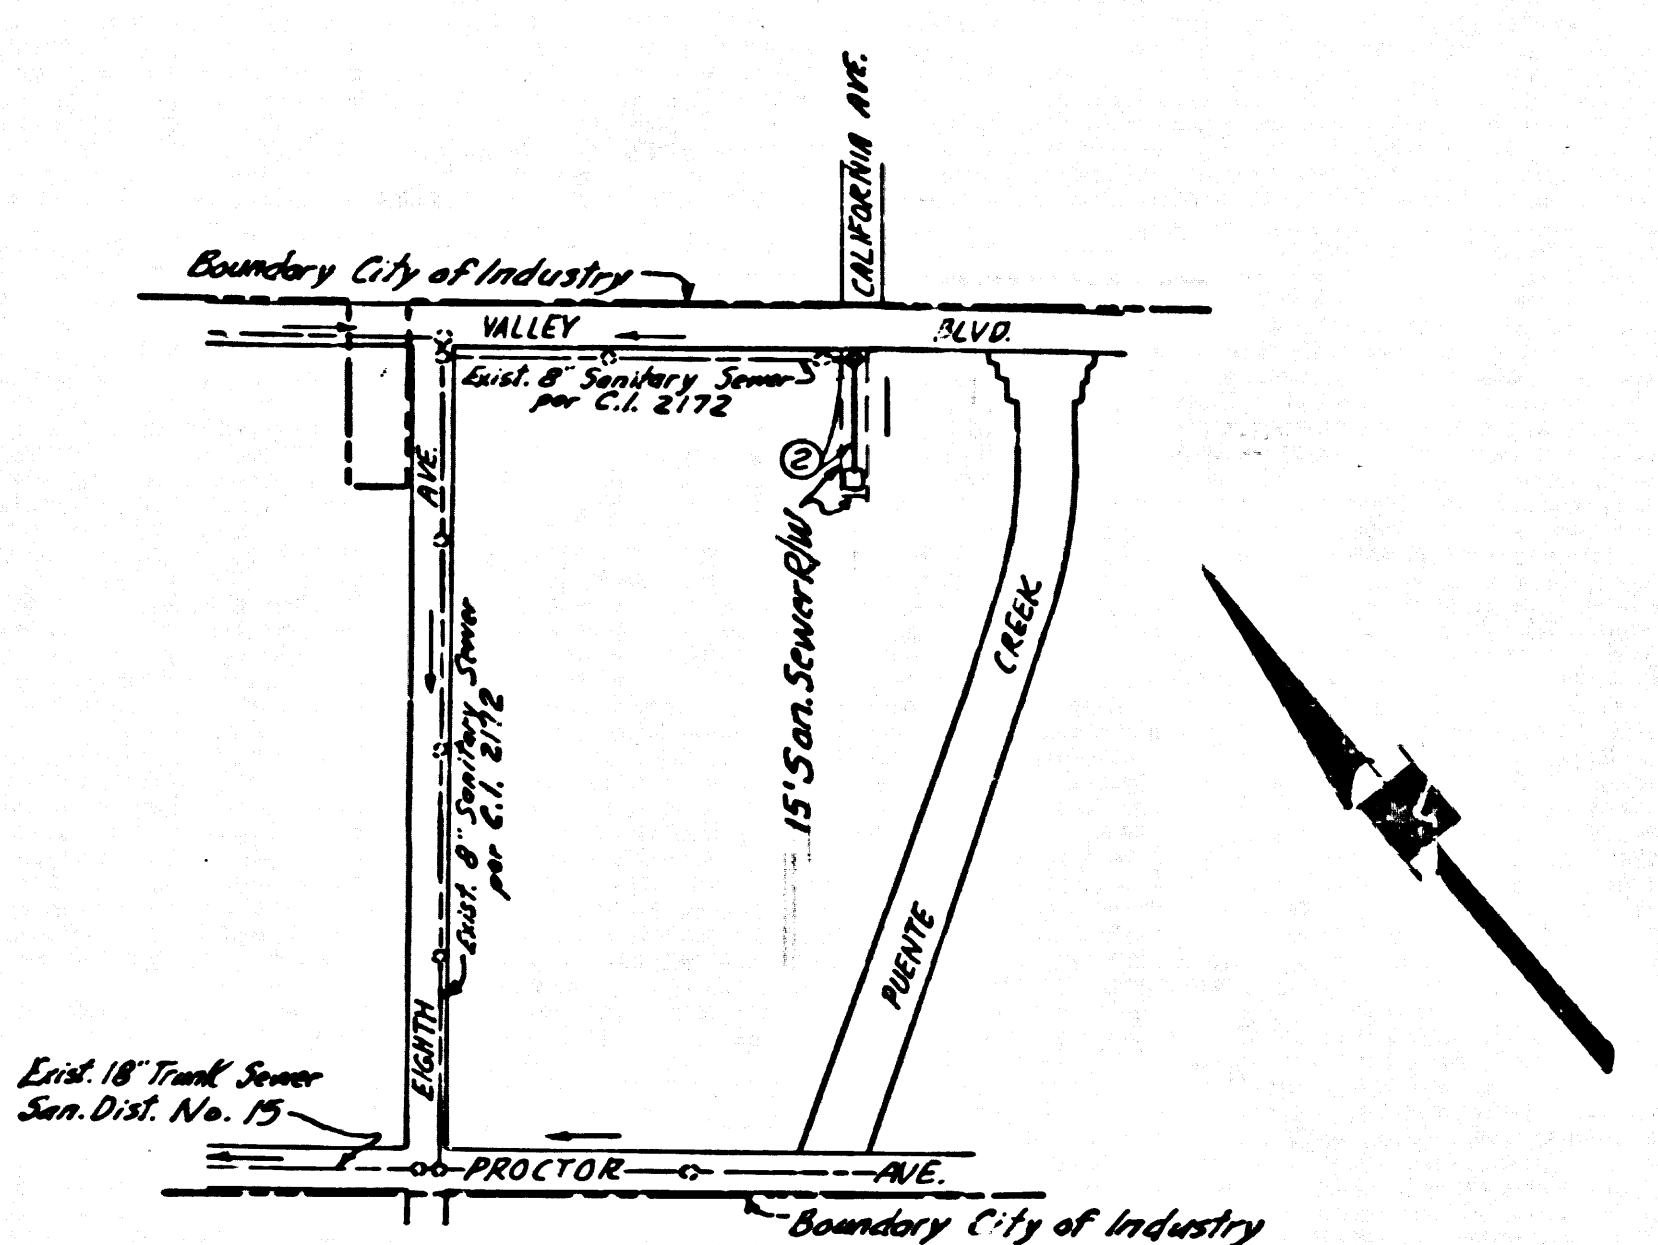 CALIFORNIA AVE.
Boundary City of Industry
VALLEY BLVD.
Exist. 8" Sanitary Sewer
per C.I. 2172
2
15' San. Sewer R/W
EIGHTH AVE.
Exist. 8" Sanitary Sewer
per C.I. 2172
PUENTE CREEK
Exist. 18" Trunk Sewer
San. Dist. No. 15
PROCTOR AVE.
Boundary City of Industry